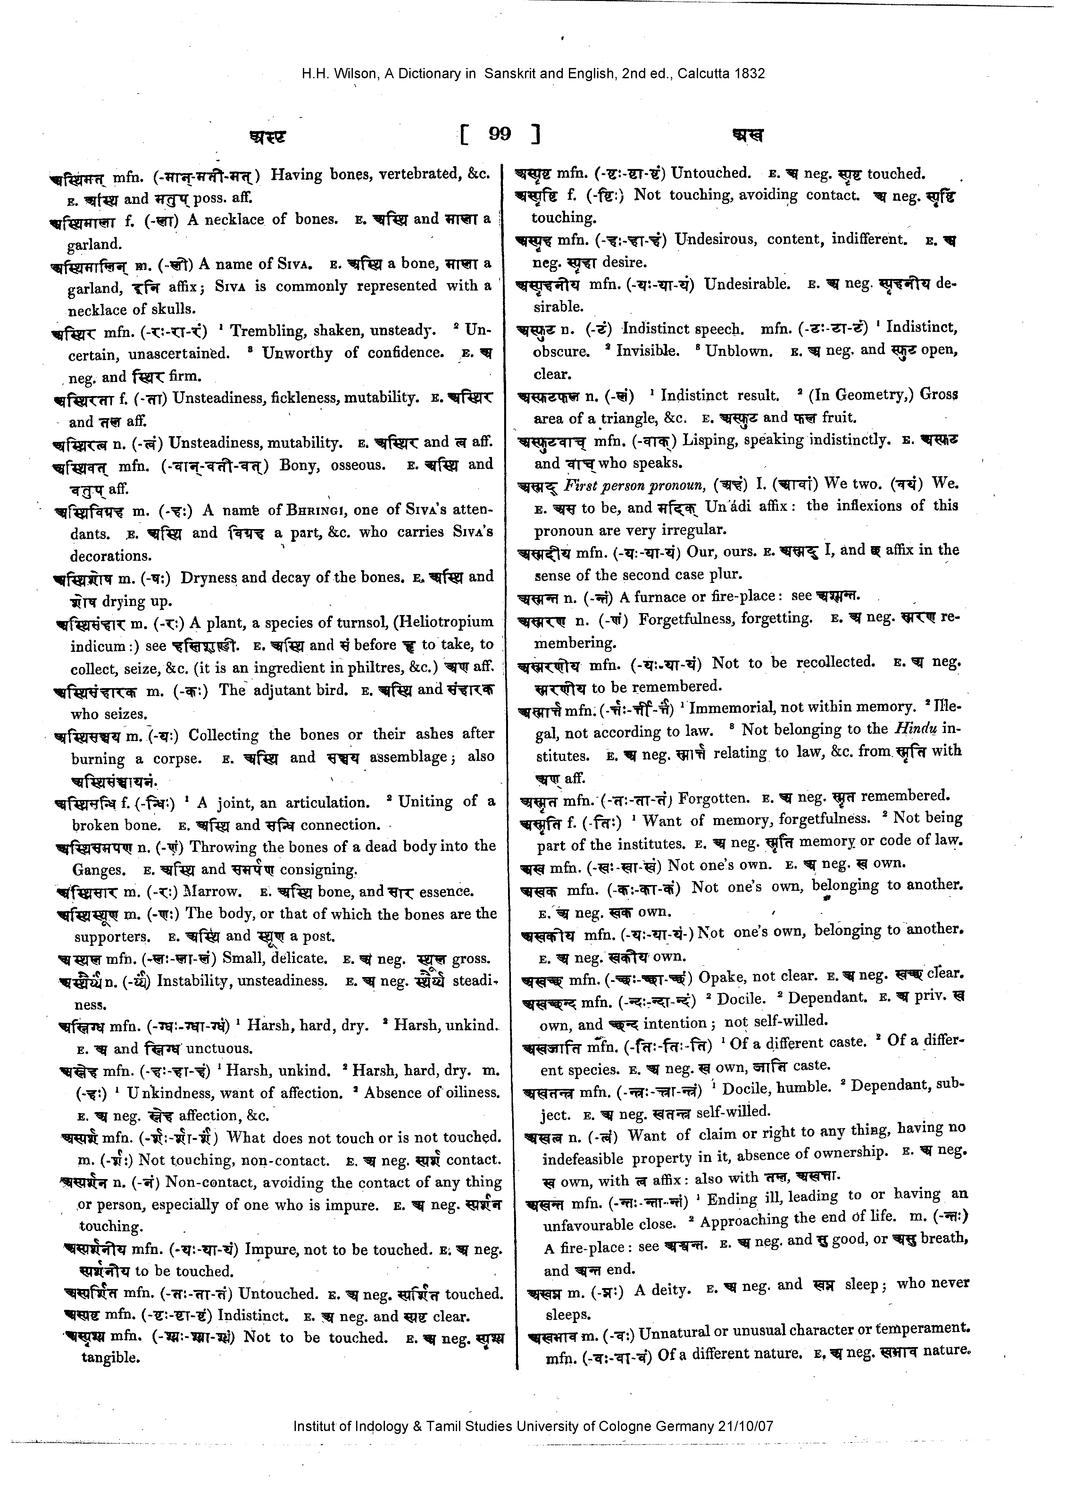 H.H. Wilson, A Dictionary in Sanskrit and English, 2nd ed., Calcutta 1832
अस्ट [ 99 ] अख
अस्थिमत् mfn. (-मान्-मती-मत्) Having bones, vertebrated, &c.
E. अस्थि and मतुप् poss. aff.
अस्थिमाला f. (-ला) A necklace of bones. E. अस्थि and माला a
garland.
अस्थिमालिन् m. (-ली) A name of SIVA. E. अस्थि a bone, माला a
garland, इनि affix; SIVA is commonly represented with a
necklace of skulls.
अस्थिर mfn. (-रः-रा-रं) ¹ Trembling, shaken, unsteady. ² Un-
certain, unascertained. ³ Unworthy of confidence. E. अ
neg. and स्थिर firm.
अस्थिरता f. (-ता) Unsteadiness, fickleness, mutability. E. अस्थिर
and तल् aff.
अस्थिरत्व n. (-त्वं) Unsteadiness, mutability. E. अस्थिर and त्व aff.
अस्थिवत् mfn. (-वान्-वती-वत्) Bony, osseous. E. अस्थि and
वतुप् aff.
अस्थिविग्रह m. (-हः) A name of BHRINGI, one of SIVA's atten-
dants. E. अस्थि and विग्रह a part, &c. who carries SIVA's
decorations.
अस्थिशोष m. (-षः) Dryness and decay of the bones. E. अस्थि and
शोष drying up.
अस्थिसंहार m. (-रः) A plant, a species of turnsol, (Heliotropium
indicum:) see हस्तिशुण्डी. E. अस्थि and सं before हृ to take, to
collect, seize, &c. (it is an ingredient in philtres, &c.) अण aff.
अस्थिसंहारक m. (-कः) The adjutant bird. E. अस्थि and संहारक
who seizes.
अस्थिसञ्चय m. (-यः) Collecting the bones or their ashes after
burning a corpse. E. अस्थि and सञ्चय assemblage; also
अस्थिसंञ्चायनं.
अस्थिसन्धि f. (-न्धिः) ¹ A joint, an articulation. ² Uniting of a
broken bone. E. अस्थि and सन्धि connection.
अस्थिसमपण n. (-णं) Throwing the bones of a dead body into the
Ganges. E. अस्थि and समर्पण consigning.
अस्थिसार m. (-रः) Marrow. E. अस्थि bone, and सार essence.
अस्थिस्थूण m. (-णः) The body, or that of which the bones are the
supporters. E. अस्थि and स्थूण a post.
अस्थूल mfn. (-लः-ला-लं) Small, delicate. E. अ neg. स्थूल gross.
अस्थैर्य n. (-र्यं) Instability, unsteadiness. E. अ neg. स्थैर्य steadi-
ness.
अस्निग्ध mfn. (-ग्धः-ग्धा-ग्धं) ¹ Harsh, hard, dry. ² Harsh, unkind.
E. अ and स्निग्ध unctuous.
अस्नेह mfn. (-हः-हा-हं) ¹ Harsh, unkind. ² Harsh, hard, dry. m.
(-हः) ¹ Unkindness, want of affection. ² Absence of oiliness.
E. अ neg. स्नेह affection, &c.
अस्पर्श mfn. (-र्शः-र्शा-र्शं) What does not touch or is not touched.
m. (-र्शः) Not touching, non-contact. E. अ neg. स्पर्श contact.
अस्पर्शन n. (-नं) Non-contact, avoiding the contact of any thing
or person, especially of one who is impure. E. अ neg. स्पर्शन
touching.
अस्पर्शनीय mfn. (-यः-या-यं) Impure, not to be touched. E. अ neg.
स्पर्शनीय to be touched.
अस्पर्शित mfn. (-तः-ता-तं) Untouched. E. अ neg. स्पर्शित touched.
अस्पष्ट mfn. (-ष्टः-ष्टा-ष्टं) Indistinct. E. अ neg. and स्पष्ट clear.
अस्पृश्य mfn. (-श्यः-श्या-श्यं) Not to be touched. E. अ neg. स्पृश्य
tangible.
अस्पृष्ट mfn. (-ष्टः-ष्टा-ष्टं) Untouched. E. अ neg. स्पृष्ट touched.
अस्पृष्टि f. (-ष्टिः) Not touching, avoiding contact. अ neg. स्पृष्टि
touching.
अस्पृह mfn. (-हः-हा-हं) Undesirous, content, indifferent. E. अ
neg. स्पृहा desire.
अस्पृहनीय mfn. (-यः-या-यं) Undesirable. E. अ neg. स्पृहनीय de-
sirable.
अस्फुट n. (-टं) Indistinct speech. mfn. (-टः-टा-टं) ¹ Indistinct,
obscure. ² Invisible. ³ Unblown. E. अ neg. and स्फुट open,
clear.
अस्फुटफल n. (-लं) ¹ Indistinct result. ² (In Geometry,) Gross
area of a triangle, &c. E. अस्फुट and फल fruit.
अस्फुटवाच् mfn. (-वाक्) Lisping, speaking indistinctly. E. अस्फुट
and वाच् who speaks.
अस्मद् First person pronoun, (अहं) I. (आवां) We two. (वयं) We.
E. अस to be, and मदिक् Un'ádi affix: the inflexions of this
pronoun are very irregular.
अस्मदीय mfn. (-यः-या-यं) Our, ours. E. अस्मद् I, and छ affix in the
sense of the second case plur.
अस्मन्त n. (-न्तं) A furnace or fire-place: see अश्मन्त.
अस्मरण n. (-णं) Forgetfulness, forgetting. E. अ neg. स्मरण re-
membering.
अस्मरणीय mfn. (-यः-या-यं) Not to be recollected. E. अ neg.
स्मरणीय to be remembered.
अस्मार्त्त mfn. (-र्त्तः-र्त्ती-र्त्तं) ¹ Immemorial, not within memory. ² Ille-
gal, not according to law. ³ Not belonging to the Hindu in-
stitutes. E. अ neg. स्मार्त्त relating to law, &c. from स्मृति with
अण् aff.
अस्मृत mfn. (-तः-ता-तं) Forgotten. E. अ neg. स्मृत remembered.
अस्मृति f. (-तिः) ¹ Want of memory, forgetfulness. ² Not being
part of the institutes. E. अ neg. स्मृति memory or code of law.
अस्व mfn. (-स्वः-स्वा-स्वं) Not one's own. E. अ neg. स्व own.
अस्वक mfn. (-कः-का-कं) Not one's own, belonging to another.
E. अ neg. स्वक own.
अस्वकीय mfn. (-यः-या-यं-) Not one's own, belonging to another.
E. अ neg. स्वकीय own.
अस्वच्छ mfn. (-च्छः-च्छा-च्छं) Opake, not clear. E. अ neg. स्वच्छ clear.
अस्वच्छन्द mfn. (-न्दः-न्दा-न्दं) ² Docile. ² Dependant. E. अ priv. स्व
own, and च्छन्द intention; not self-willed.
अस्वजाति mfn. (-तिः-तिः-ति) ¹ Of a different caste. ² Of a differ-
ent species. E. अ neg. स्व own, जाति caste.
अस्वतन्त्र mfn. (-न्त्रः-न्त्रा-न्त्रं) ¹ Docile, humble. ² Dependant, sub-
ject. E. अ neg. स्वतन्त्र self-willed.
अस्वत्व n. (-त्वं) Want of claim or right to any thing, having no
indefeasible property in it, absence of ownership. E. अ neg.
स्व own, with त्व affix: also with तल्, अस्वत्ता.
अस्वन्त mfn. (-न्तः-न्ता-न्तं) ¹ Ending ill, leading to or having an
unfavourable close. ² Approaching the end of life. m. (-न्तः)
A fire-place: see अश्मन्त. E. अ neg. and सु good, or असु breath,
and अन्त end.
अस्वप्न m. (-प्नः) A deity. E. अ neg. and स्वप्न sleep; who never
sleeps.
अस्वभाव m. (-वः) Unnatural or unusual character or temperament.
mfn. (-वः-वा-वं) Of a different nature. E. अ neg. स्वभाव nature.
Institut of Indology & Tamil Studies University of Cologne Germany 21/10/07